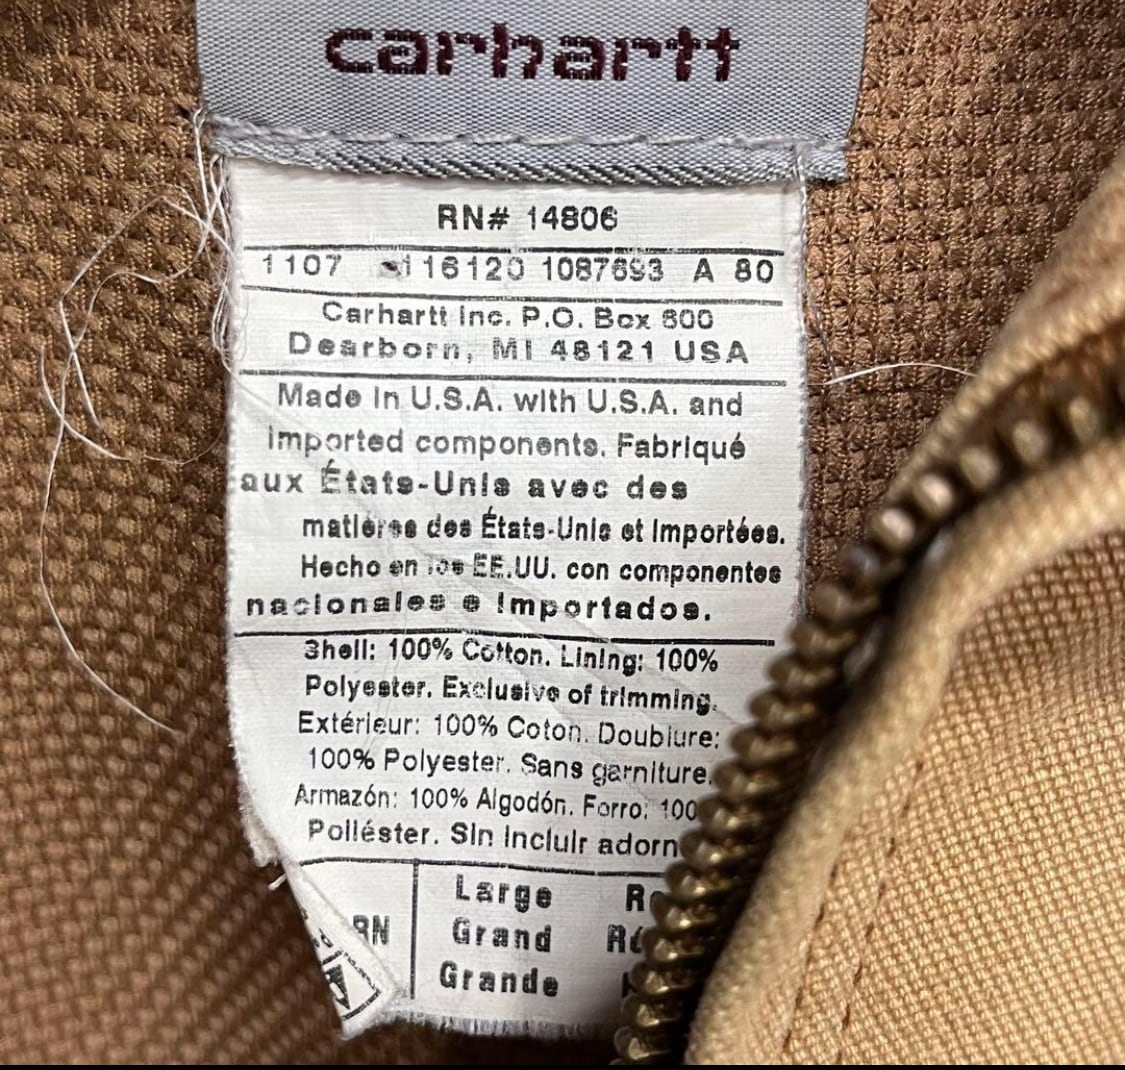 carhartt
RN# 14806
1107 116120 1087693 A 80
Carhartt Inc. P.O. Box 600
Dearborn, MI 48121 USA
Made in U.S.A. with U.S.A. and
imported components. Fabriqué
aux États-Unis avec des
matières des États-Unis et importées.
Hecho en los EE.UU. con componentes
nacionales e importados.
Shell: 100% Cotton. Lining: 100%
Polyester. Exclusive of trimming.
Extérieur: 100% Coton. Doublure:
100% Polyester. Sans garniture.
Armazón: 100% Algodón. Forro: 100
Poliéster. Sin incluir adorn
BRN Large
Grand
Grande